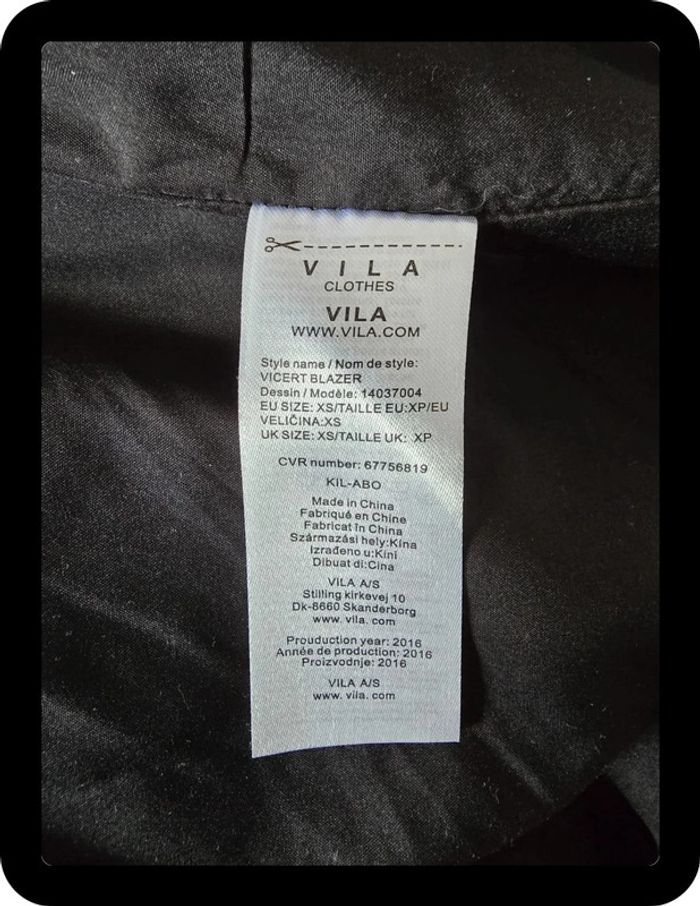 V I L A
CLOTHES
VILA
WWW.VILA.COM
Style name / Nom de style:
VICERT BLAZER
Dessin / Modèle: 14037004
EU SIZE: XS/TAILLE EU:XP/EU
VELIČINA:XS
UK SIZE: XS/TAILLE UK: XP
CVR number: 67756819
KIL-ABO
Made in China
Fabriqué en Chine
Fabricat în China
Származási hely:Kína
Izrađeno u:Kini
Dibuat di:Cina
VILA A/S
Stilling kirkevej 10
Dk-8660 Skanderborg
www. vila. com
Prouduction year: 2016
Année de production: 2016
Proizvodnje: 2016
VILA A/S
www. vila. com